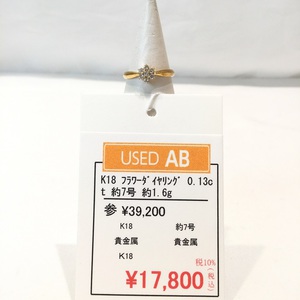 USED AB
K18 ﾌﾗﾜｰﾀﾞｲﾔﾘﾝｸﾞ 0.13c
t 約7号 約1.6g
参 ¥39,200
K18 約7号
貴金属 貴金属
K18
税10%
¥17,800 (税込)